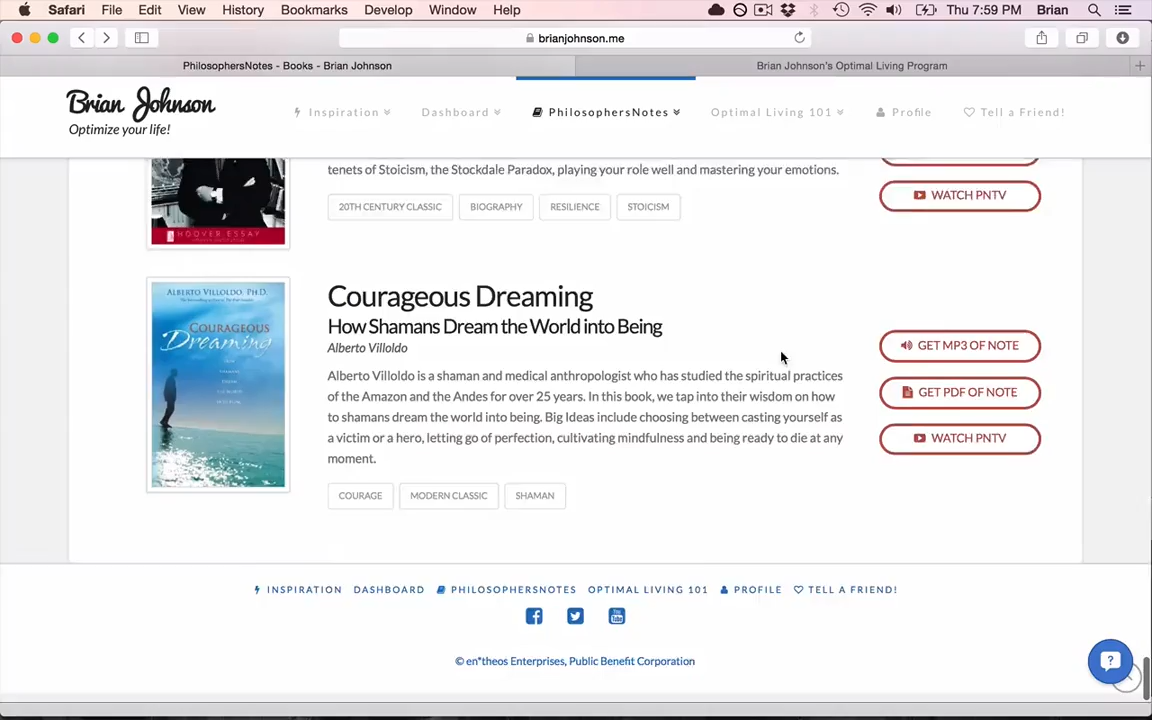 Safari File Edit View History Bookmarks Develop Window Help Thu 7:59 PM Brian
brianjohnson.me
PhilosophersNotes - Books - Brian Johnson
Brian Johnson's Optimal Living Program
Brian Johnson
Optimize your life!
Inspiration Dashboard PhilosophersNotes Optimal Living 101 Profile Tell a Friend!
tenets of Stoicism, the Stockdale Paradox, playing your role well and mastering your emotions.
WATCH PNTV
20TH CENTURY CLASSIC BIOGRAPHY RESILIENCE STOICISM
HOOVER ESSAY
ALBERTO VILLOLDO, PH.D.
COURAGEOUS
Dreaming
Courageous Dreaming
How Shamans Dream the World into Being
Alberto Villoldo
Alberto Villoldo is a shaman and medical anthropologist who has studied the spiritual practices
of the Amazon and the Andes for over 25 years. In this book, we tap into their wisdom on how
to shamans dream the world into being. Big Ideas include choosing between casting yourself as
a victim or a hero, letting go of perfection, cultivating mindfulness and being ready to die at any
moment.
GET MP3 OF NOTE
GET PDF OF NOTE
WATCH PNTV
COURAGE MODERN CLASSIC SHAMAN
INSPIRATION DASHBOARD PHILOSOPHERSNOTES OPTIMAL LIVING 101 PROFILE TELL A FRIEND!
© en*theos Enterprises, Public Benefit Corporation